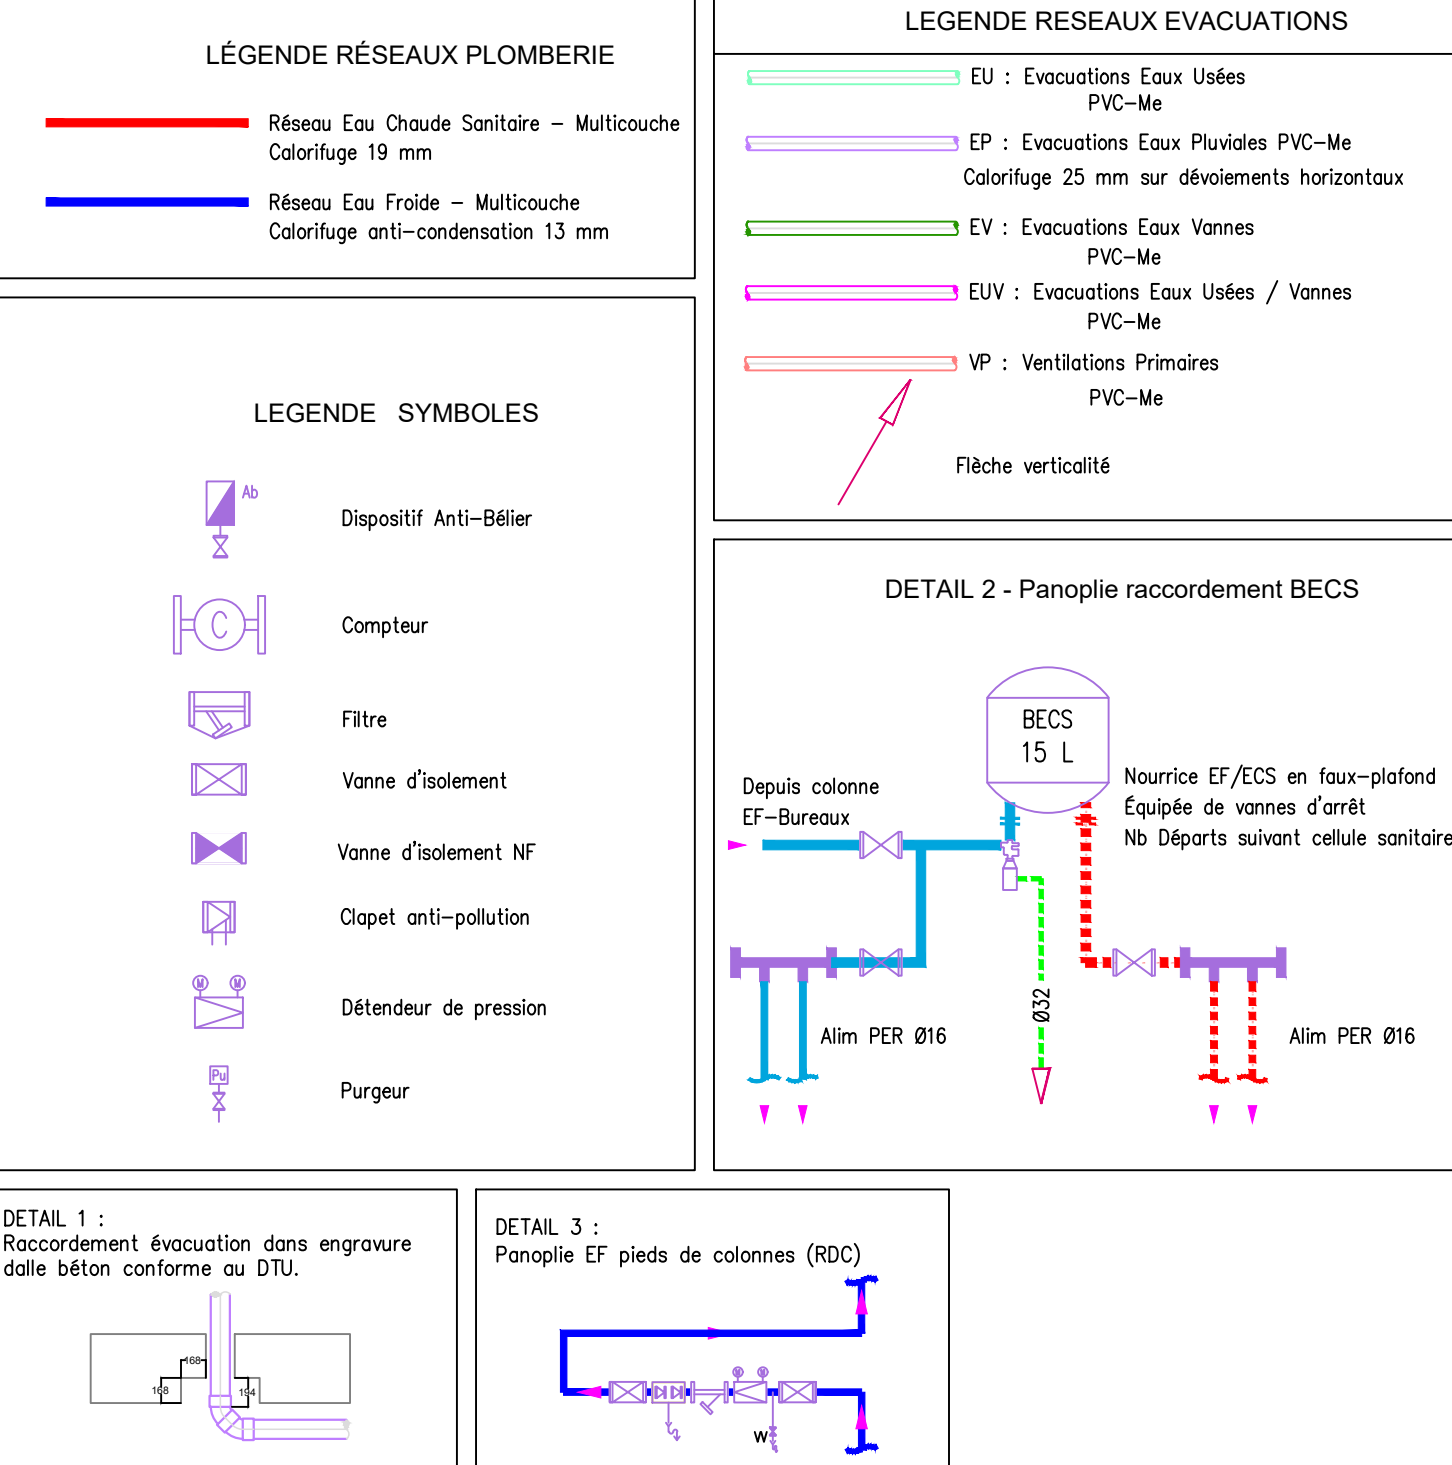 LÉGENDE RÉSEAUX PLOMBERIE
Réseau Eau Chaude Sanitaire - Multicouche
Calorifuge 19 mm
Réseau Eau Froide - Multicouche
Calorifuge anti-condensation 13 mm
LEGENDE RESEAUX EVACUATIONS
EU : Evacuations Eaux Usées
PVC-Me
EP : Evacuations Eaux Pluviales PVC-Me
Calorifuge 25 mm sur dévoiements horizontaux
EV : Evacuations Eaux Vannes
PVC-Me
EUV : Evacuations Eaux Usées / Vannes
PVC-Me
VP : Ventilations Primaires
PVC-Me
Flèche verticalité
LEGENDE SYMBOLES
Ab
Dispositif Anti-Bélier
C
Compteur
Filtre
Vanne d'isolement
Vanne d'isolement NF
Clapet anti-pollution
M M
Détendeur de pression
Pu
Purgeur
DETAIL 2 - Panoplie raccordement BECS
BECS
15 L
Depuis colonne
EF-Bureaux
Nourrice EF/ECS en faux-plafond
Équipée de vannes d'arrêt
Nb Départs suivant cellule sanitaire
Ø32
Alim PER Ø16
Alim PER Ø16
DETAIL 1 :
Raccordement évacuation dans engravure
dalle béton conforme au DTU.
168
168
194
DETAIL 3 :
Panoplie EF pieds de colonnes (RDC)
M M
W